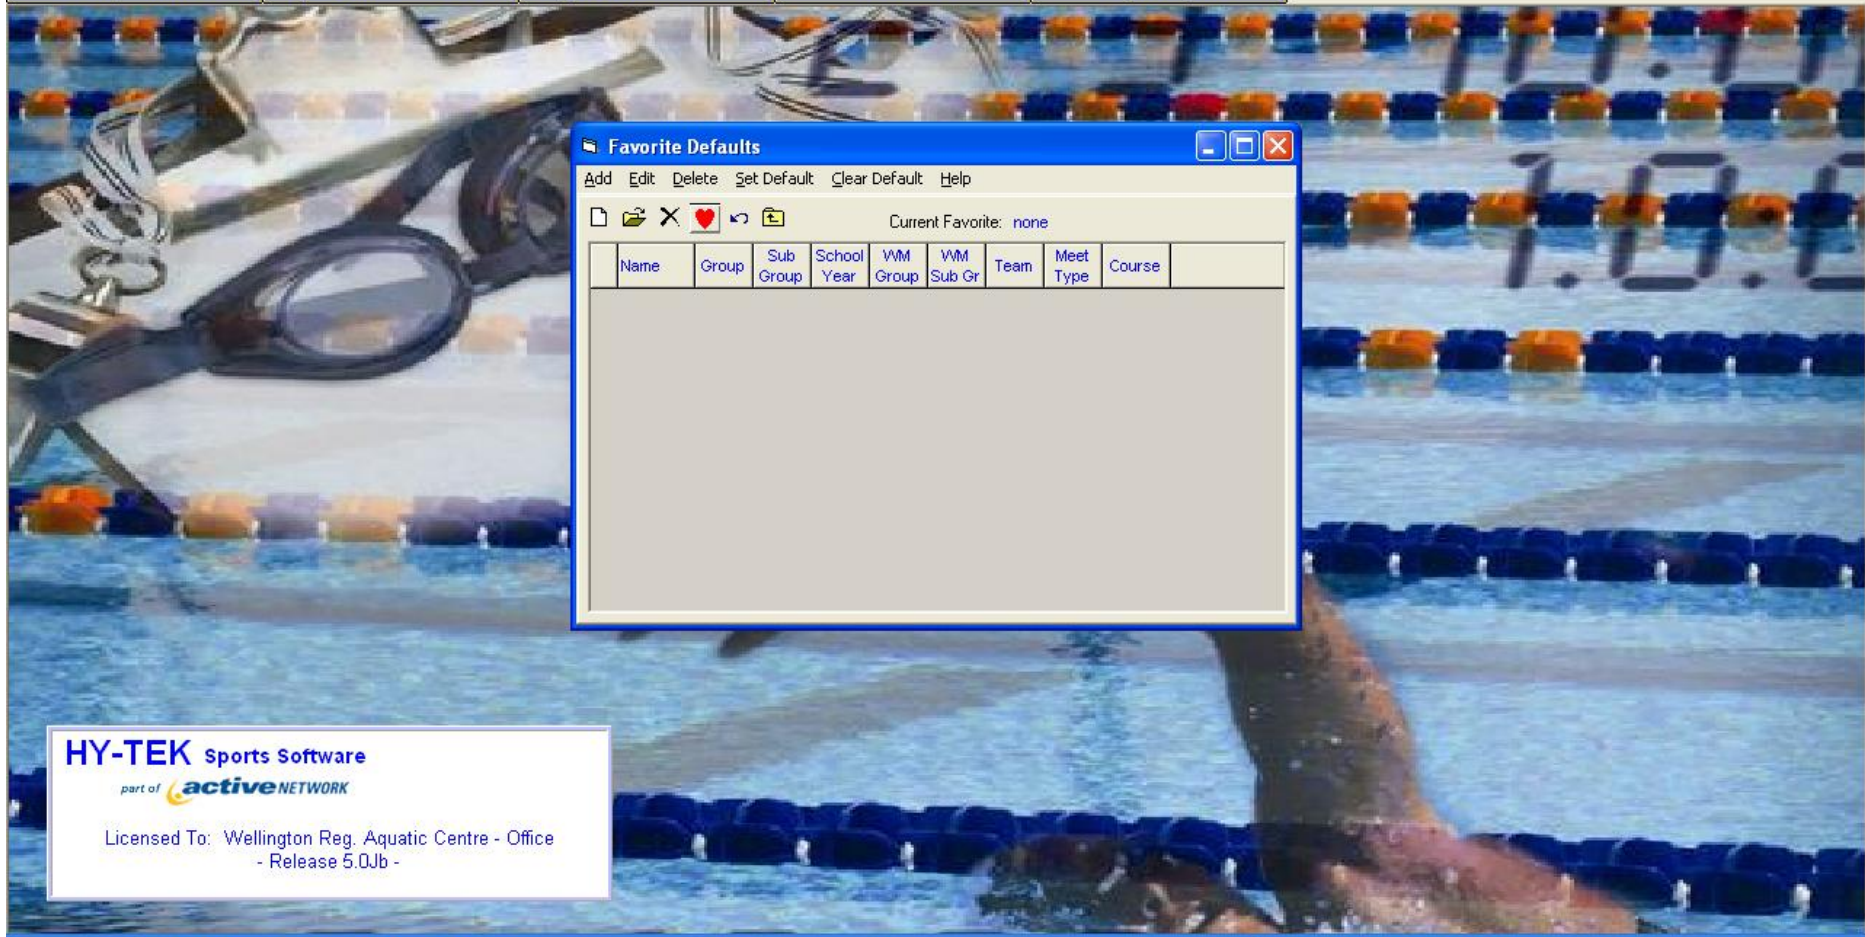 Favorite Defaults
Add Edit Delete Set Default Clear Default Help
Current Favorite: none
Name Group Sub Group School Year WM Group WM Sub Gr Team Meet Type Course
HY-TEK Sports Software
part of active NETWORK
Licensed To: Wellington Reg. Aquatic Centre - Office
- Release 5.0Jb -